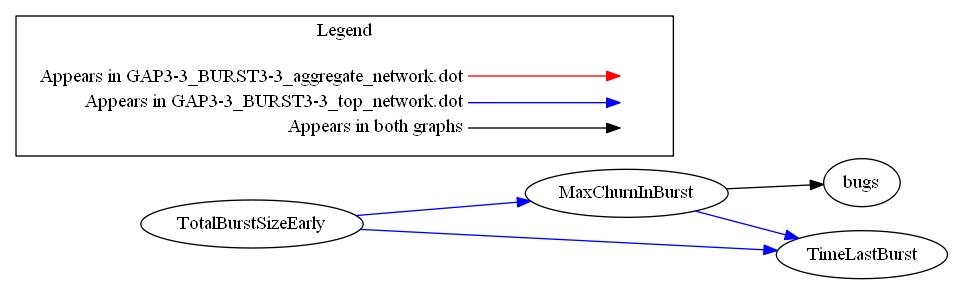 Legend
Appears in GAP3-3_BURST3-3_aggregate_network.dot
Appears in GAP3-3_BURST3-3_top_network.dot
Appears in both graphs
MaxChurnInBurst
bugs
TotalBurstSizeEarly
TimeLastBurst